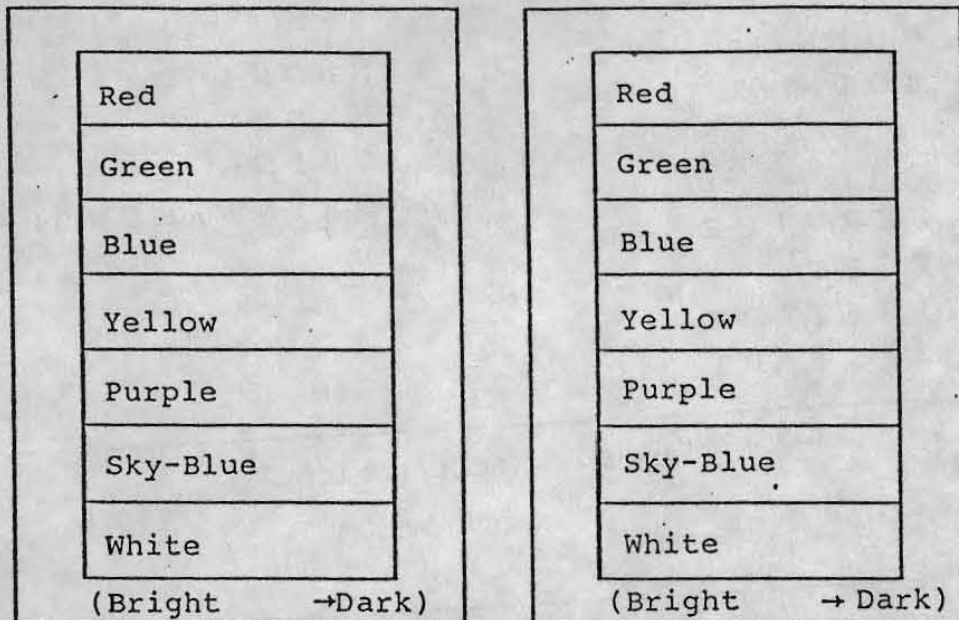 Red
Green
Blue
Yellow
Purple
Sky-Blue
White
(Bright →Dark)
Red
Green
Blue
Yellow
Purple
Sky-Blue
White
(Bright → Dark)